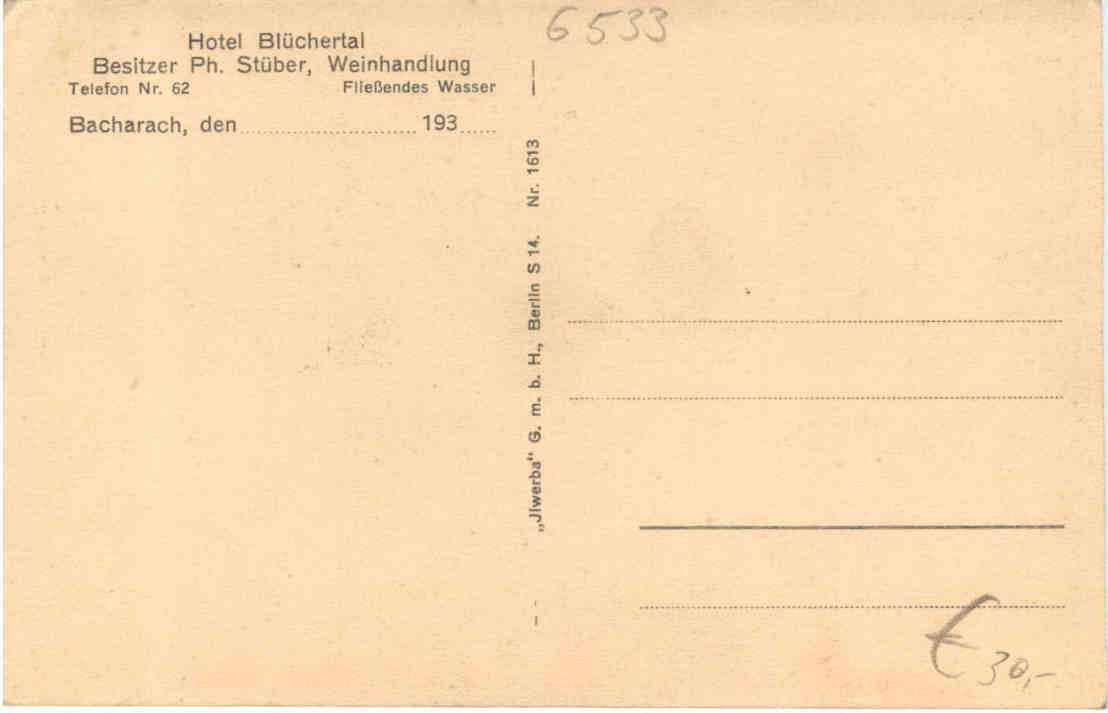 Hotel Blüchertal
Besitzer Ph. Stüber, Weinhandlung
Telefon Nr. 62 Fließendes Wasser
Bacharach, den 193
„Jlwerba“ G. m. b. H., Berlin S 14. Nr. 1613
6533
€ 30,-